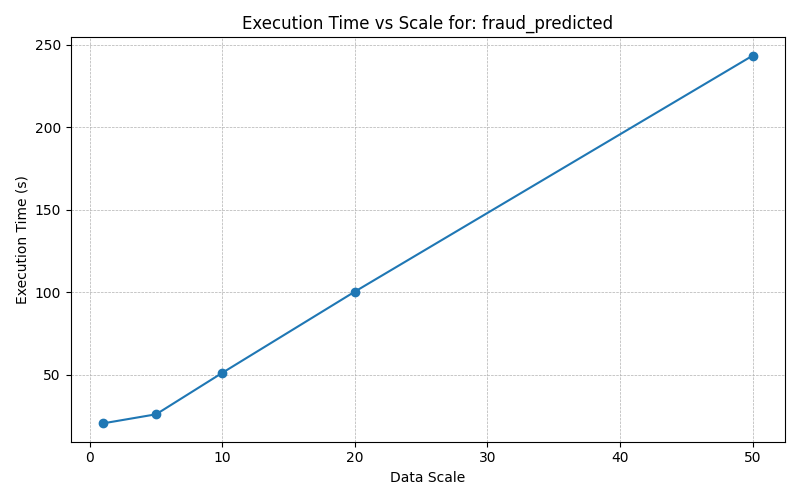 Execution Time vs Scale for: fraud_predicted
250
200
150
100
50
Execution Time (s)
0 10 20 30 40 50
Data Scale